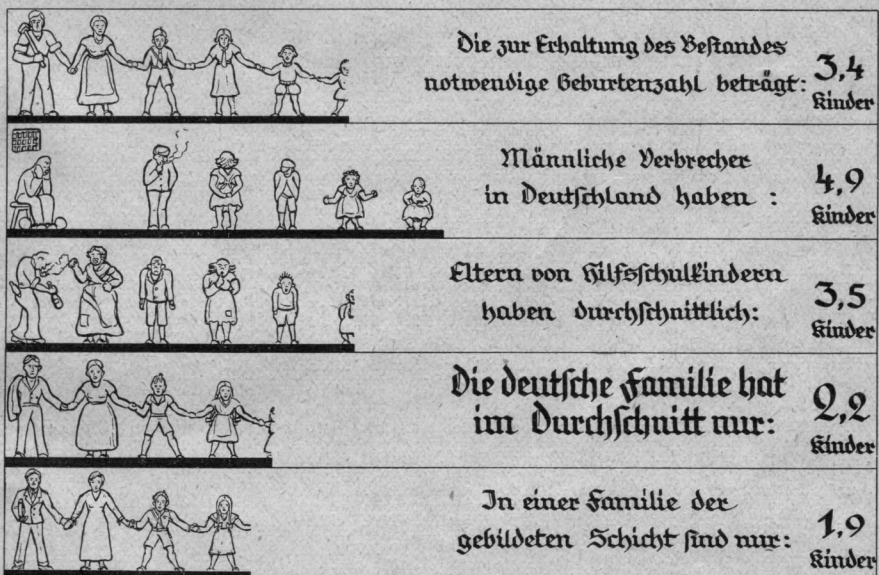 Die zur Erhaltung des Bestandes
notwendige Geburtenzahl beträgt:
3,4
Kinder
Männliche Verbrecher
in Deutschland haben :
4,9
Kinder
Eltern von Hilfsschulkindern
haben durchschnittlich:
3,5
Kinder
Die deutsche Familie hat
im Durchschnitt nur:
2,2
Kinder
In einer Familie der
gebildeten Schicht sind nur:
1,9
Kinder